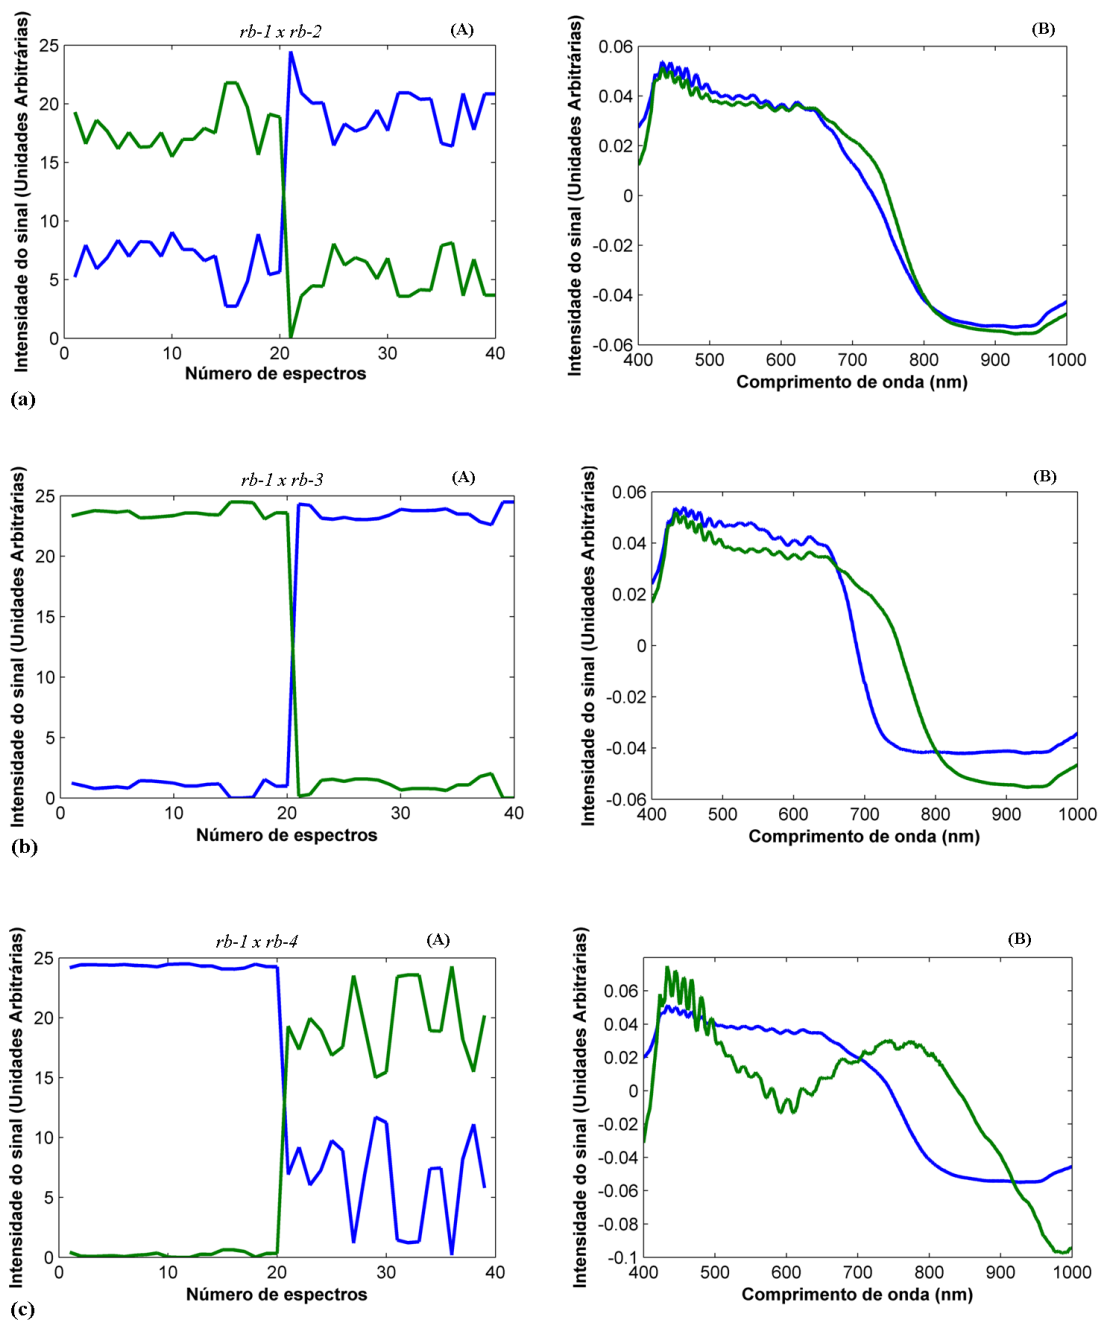 rb-1 x rb-2
(A)
(B)
Intensidade do sinal (Unidades Arbitrárias)
25
20
15
10
5
0
0 10 20 30 40
Número de espectros
Intensidade do sinal (Unidades Arbitrárias)
0.06
0.04
0.02
0
-0.02
-0.04
-0.06
400 500 600 700 800 900 1000
Comprimento de onda (nm)
(a)
rb-1 x rb-3
(A)
(B)
Intensidade do sinal (Unidades Arbitrárias)
25
20
15
10
5
0
0 10 20 30 40
Número de espectros
Intensidade do sinal (Unidades Arbitrárias)
0.06
0.04
0.02
0
-0.02
-0.04
-0.06
400 500 600 700 800 900 1000
Comprimento de onda (nm)
(b)
rb-1 x rb-4
(A)
(B)
Intensidade do sinal (Unidades Arbitrárias)
25
20
15
10
5
0
0 10 20 30 40
Número de espectros
Intensidade do sinal (Unidades Arbitrárias)
0.06
0.04
0.02
0
-0.02
-0.04
-0.06
-0.08
-0.1
400 500 600 700 800 900 1000
Comprimento de onda (nm)
(c)